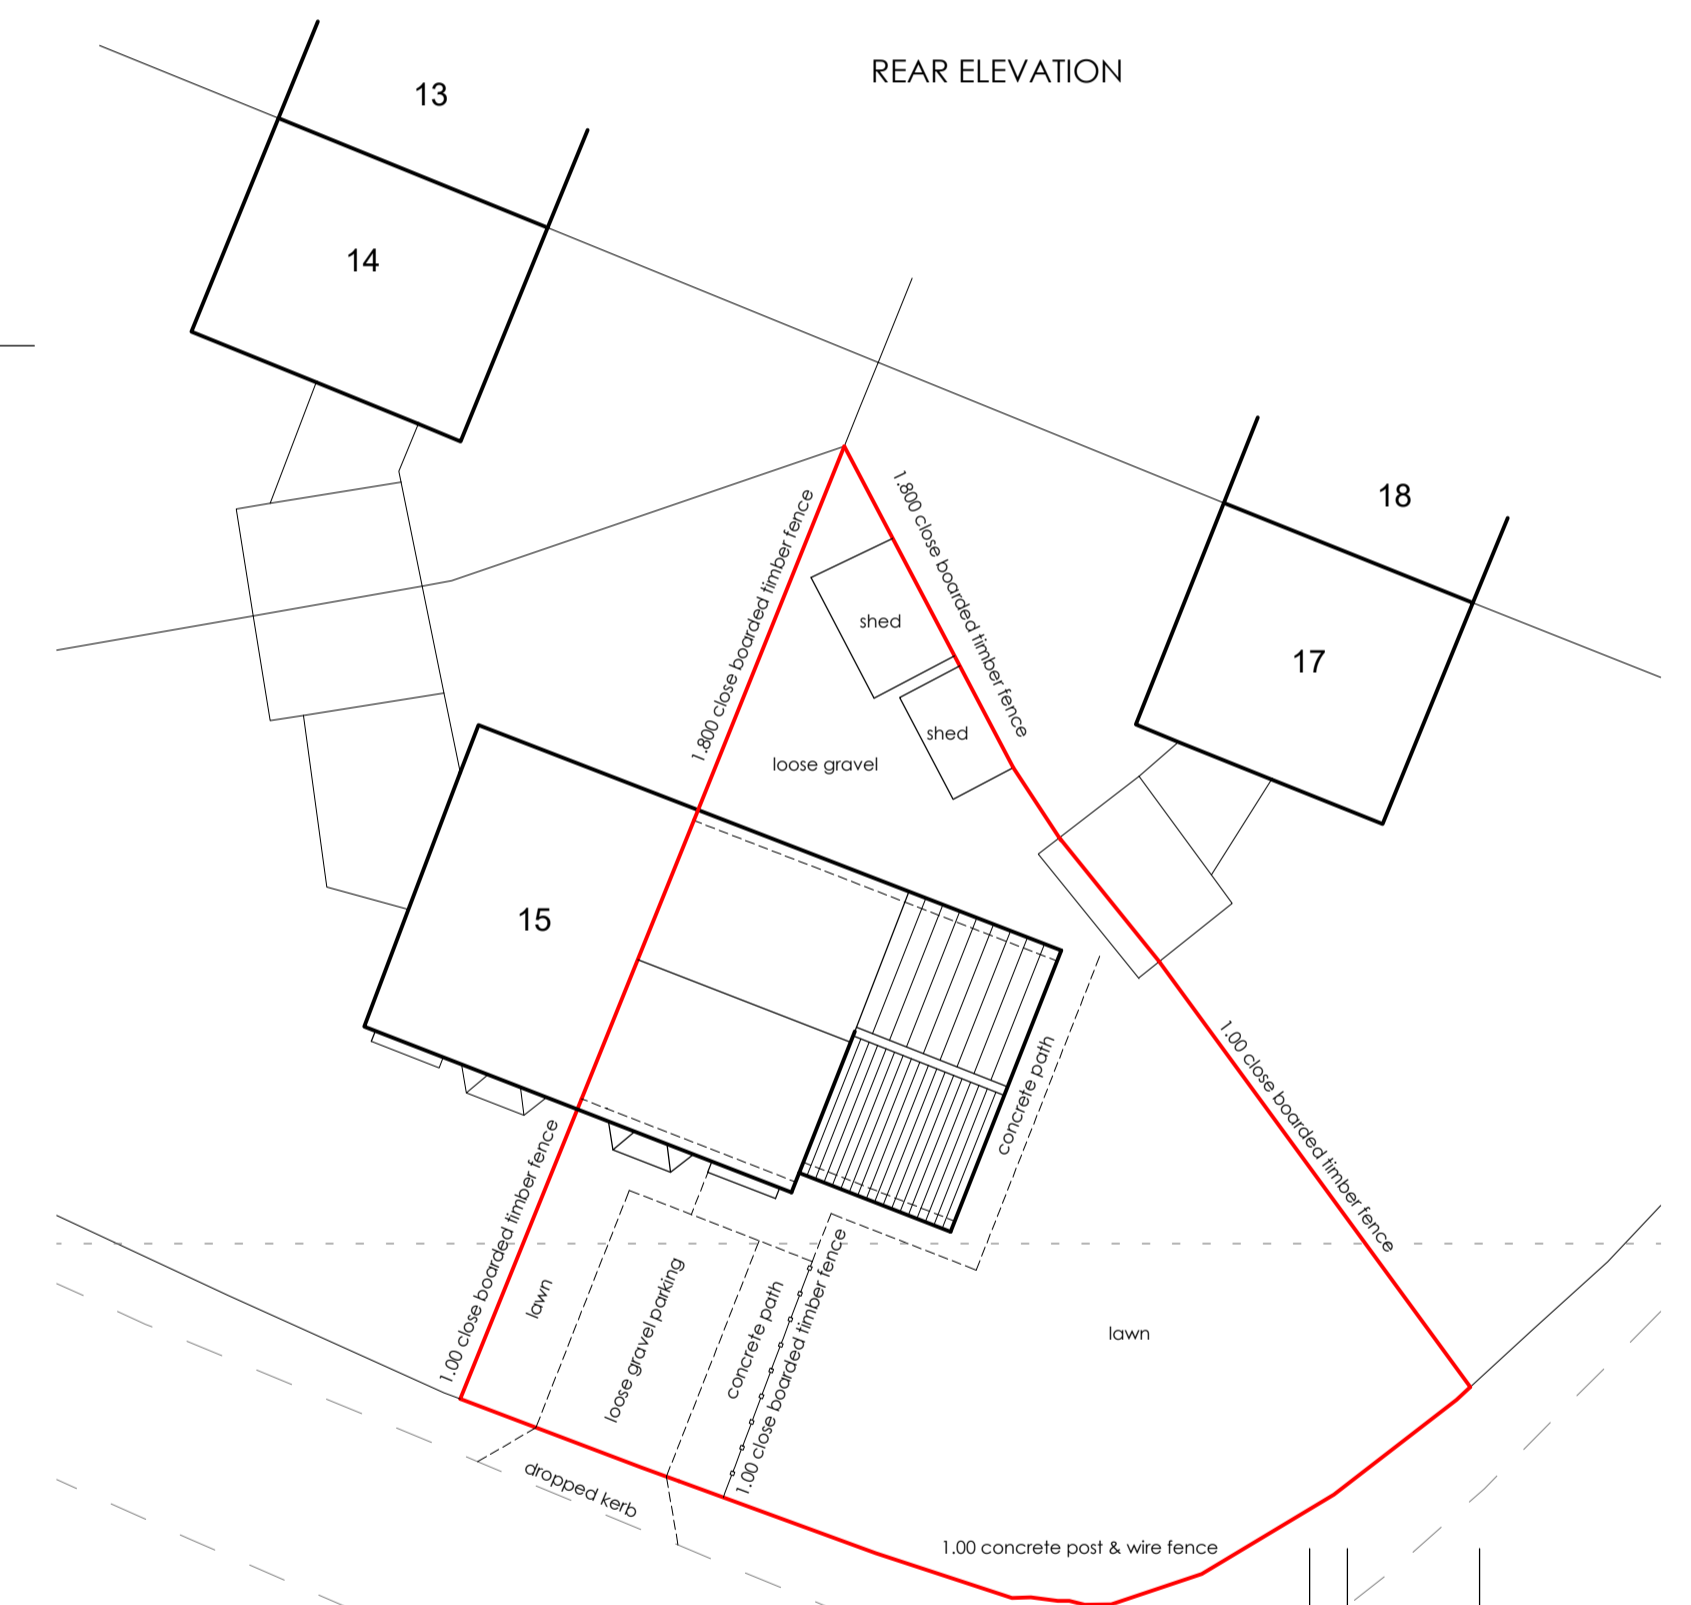 REAR ELEVATION
13
14
18
17
1.800 close boarded timber fence
1.800 close boarded timber fence
shed
shed
loose gravel
15
concrete path
1.00 close boarded timber fence
1.00 close boarded timber fence
lawn
loose gravel parking
concrete path
1.00 close boarded timber fence
lawn
dropped kerb
1.00 concrete post & wire fence